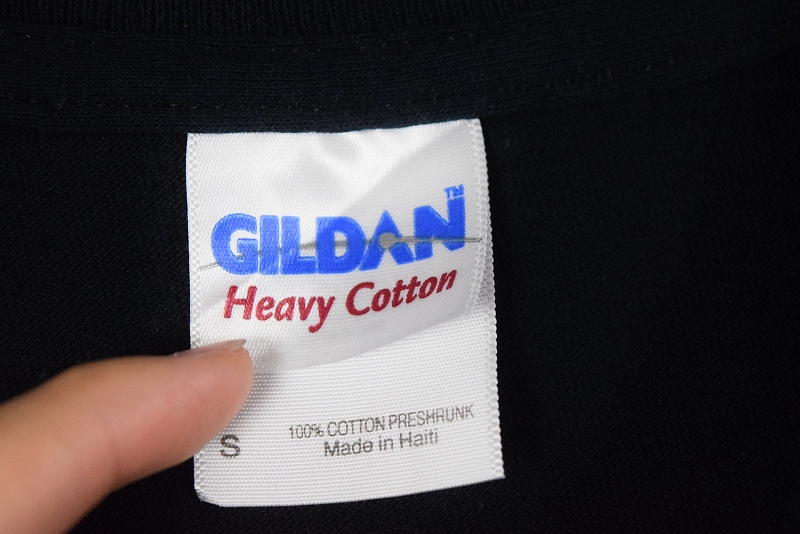 GILDAN™
Heavy Cotton
100% COTTON PRESHRUNK
S Made in Haiti